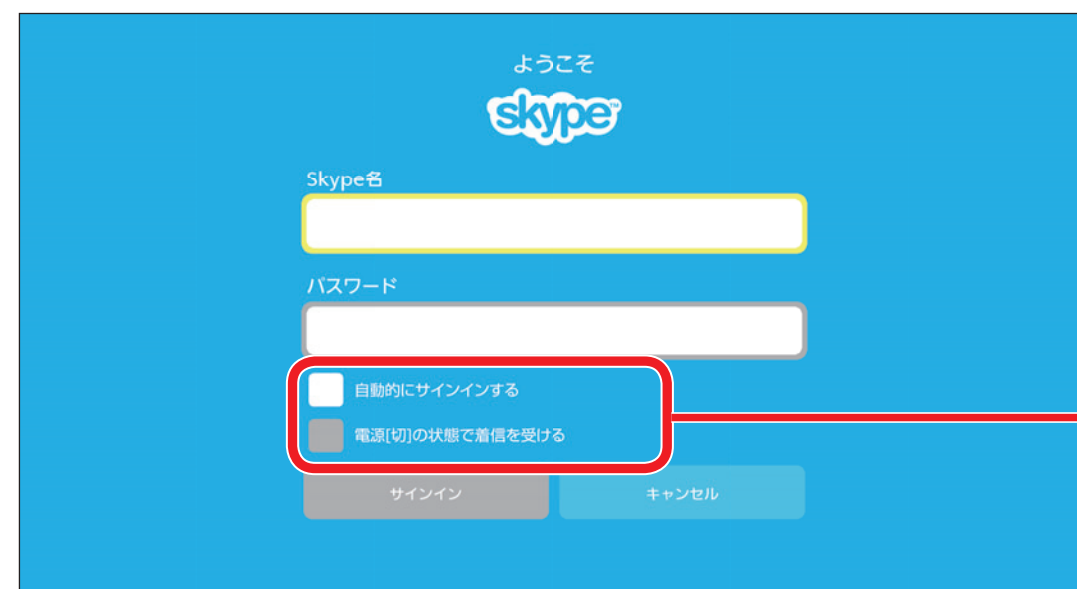 ようこそ
skype™
Skype名
パスワード
自動的にサインインする
電源[切]の状態で着信を受ける
サインイン
キャンセル